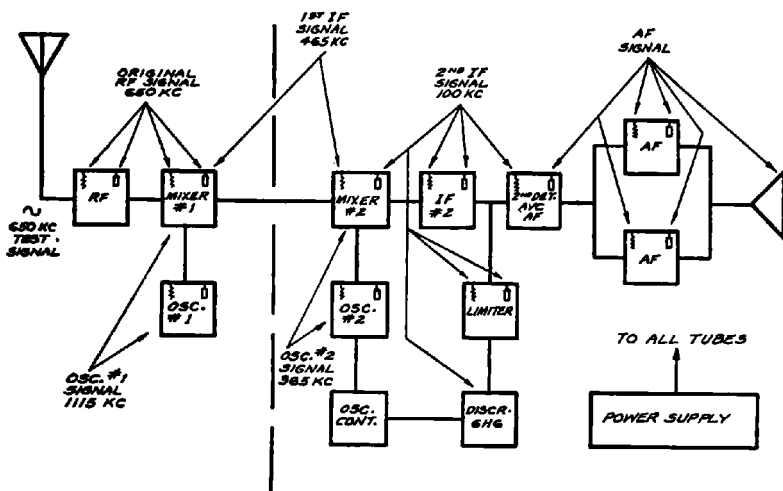 1ST IF
SIGNAL
465 KC
AF
SIGNAL
ORIGINAL
RF SIGNAL
650 KC
2ND IF
SIGNAL
100 KC
RF
MIXER
#1
MIXER
#2
IF
#2
2ND DET.
AVC
AF
AF
AF
650 KC
TEST
SIGNAL
OSC.
#1
OSC.
#2
LIMITER
OSC. #1
SIGNAL
1115 KC
OSC. #2
SIGNAL
365 KC
OSC.
CONT.
DISCR.
6H6
TO ALL TUBES
POWER SUPPLY